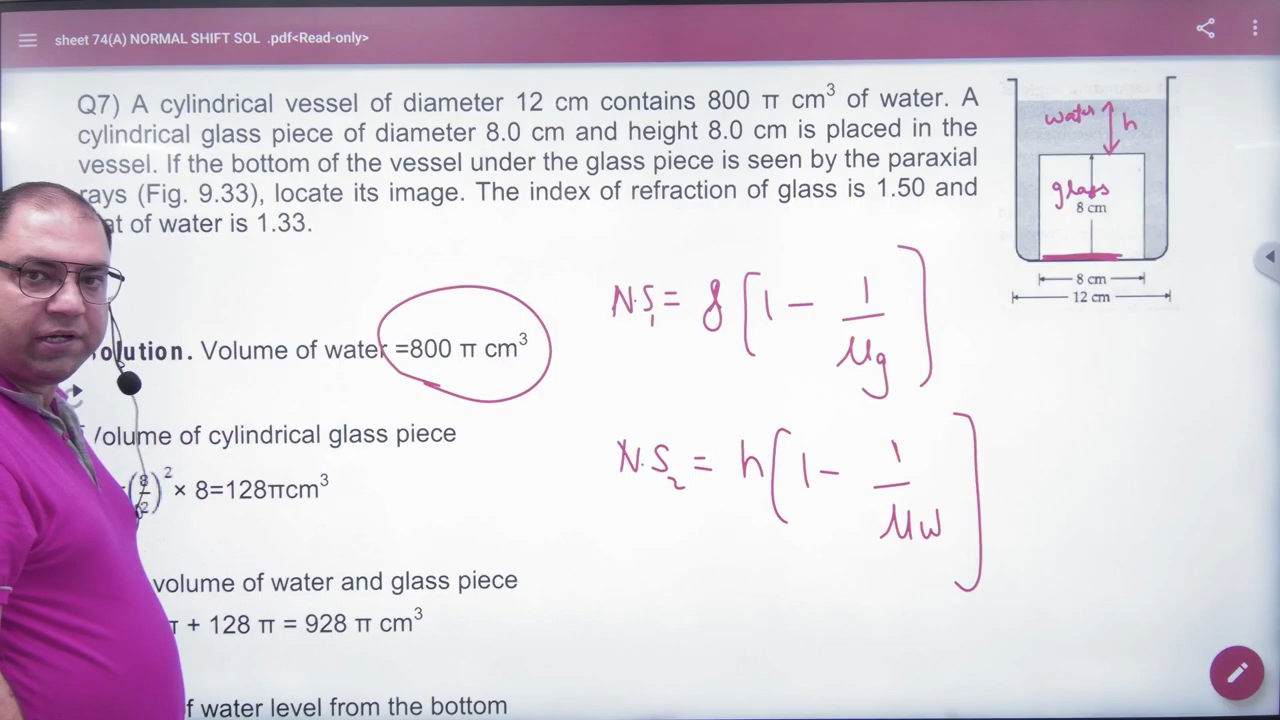 sheet 74(A) NORMAL SHIFT SOL .pdf<Read-only>
Q7) A cylindrical vessel of diameter 12 cm contains 800 π cm³ of water. A
cylindrical glass piece of diameter 8.0 cm and height 8.0 cm is placed in the
vessel. If the bottom of the vessel under the glass piece is seen by the paraxial
rays (Fig. 9.33), locate its image. The index of refraction of glass is 1.50 and
of water is 1.33.
water h
glass
8 cm
8 cm
12 cm
N.S₁ = 8 [1 - 1/μg]
Volume of water =800 π cm³
Volume of cylindrical glass piece
(8/2)² × 8=128πcm³
N.S₂ = h [1 - 1/μw]
volume of water and glass piece
+ 128 π = 928 π cm³
of water level from the bottom